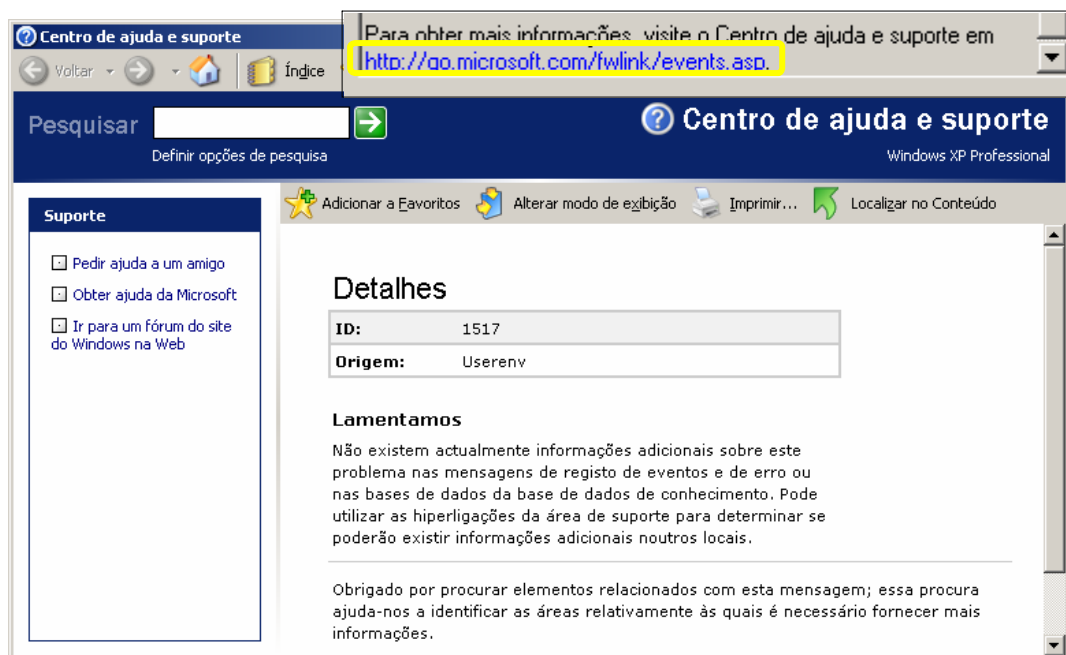 Centro de ajuda e suporte
Para obter mais informações, visite o Centro de ajuda e suporte em
http://go.microsoft.com/fwlink/events.asp.
Voltar
Índice
Pesquisar
Definir opções de pesquisa
Centro de ajuda e suporte
Windows XP Professional
Suporte
Pedir ajuda a um amigo
Obter ajuda da Microsoft
Ir para um fórum do site
do Windows na Web
Adicionar a Favoritos
Alterar modo de exibição
Imprimir...
Localizar no Conteúdo
Detalhes
ID: 1517
Origem: Userenv
Lamentamos
Não existem actualmente informações adicionais sobre este
problema nas mensagens de registo de eventos e de erro ou
nas bases de dados da base de dados de conhecimento. Pode
utilizar as hiperligações da área de suporte para determinar se
poderão existir informações adicionais noutros locais.
Obrigado por procurar elementos relacionados com esta mensagem; essa procura
ajuda-nos a identificar as áreas relativamente às quais é necessário fornecer mais
informações.